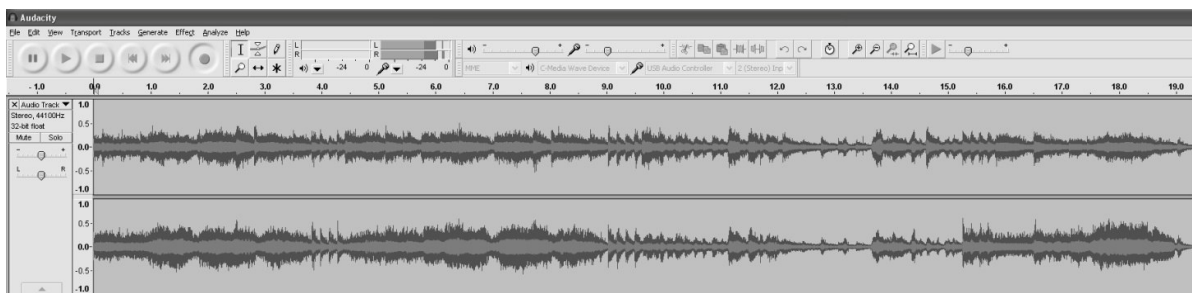 Audacity
File Edit View Transport Tracks Generate Effect Analyze Help
L
R
-24 0
L
R
-24 0
- +
- +
- +
MME C-Media Wave Device USB Audio Controller 2 (Stereo) Inp
- 1.0 0.0 1.0 2.0 3.0 4.0 5.0 6.0 7.0 8.0 9.0 10.0 11.0 12.0 13.0 14.0 15.0 16.0 17.0 18.0 19.0
X Audio Track
Stereo, 44100Hz
32-bit float
Mute Solo
- +
L R
1.0
0.5-
0.0-
-0.5-
-1.0
1.0
0.5-
0.0-
-0.5-
-1.0